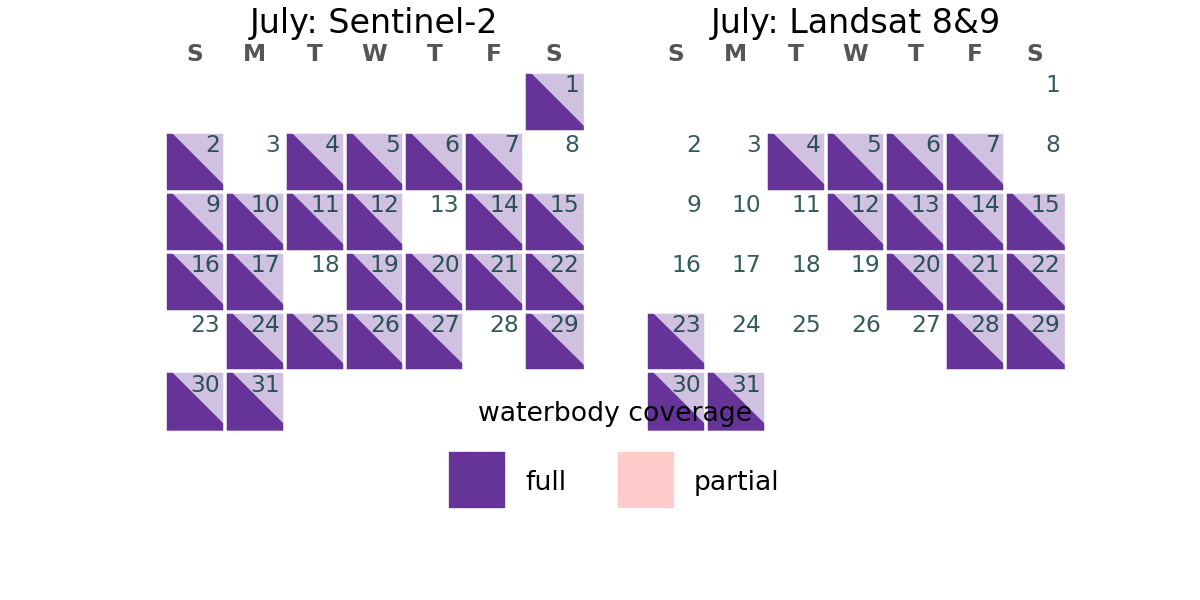 July: Sentinel-2
S M T W T F S
1
2 3 4 5 6 7 8
9 10 11 12 13 14 15
16 17 18 19 20 21 22
23 24 25 26 27 28 29
30 31
July: Landsat 8&9
S M T W T F S
1
2 3 4 5 6 7 8
9 10 11 12 13 14 15
16 17 18 19 20 21 22
23 24 25 26 27 28 29
30 31
waterbody coverage
full partial